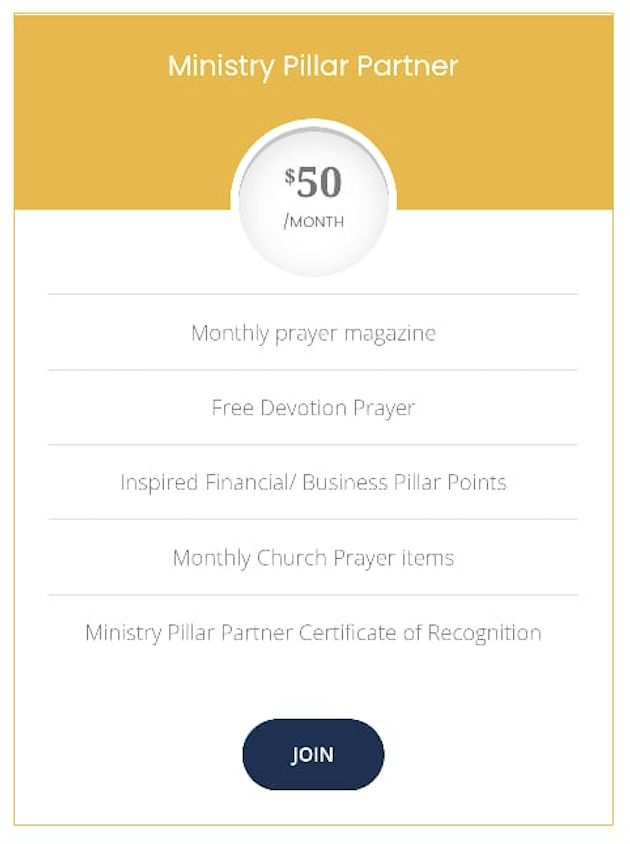 Ministry Pillar Partner
$50
/MONTH
Monthly prayer magazine
Free Devotion Prayer
Inspired Financial/ Business Pillar Points
Monthly Church Prayer items
Ministry Pillar Partner Certificate of Recognition
JOIN